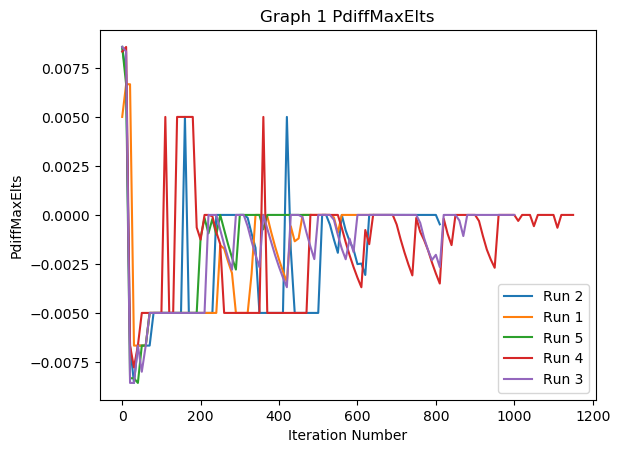 Graph 1 PdiffMaxElts
PdiffMaxElts
0.0075
0.0050
0.0025
0.0000
−0.0025
−0.0050
−0.0075
0
200
400
600
800
1000
1200
Iteration Number
Run 2
Run 1
Run 5
Run 4
Run 3